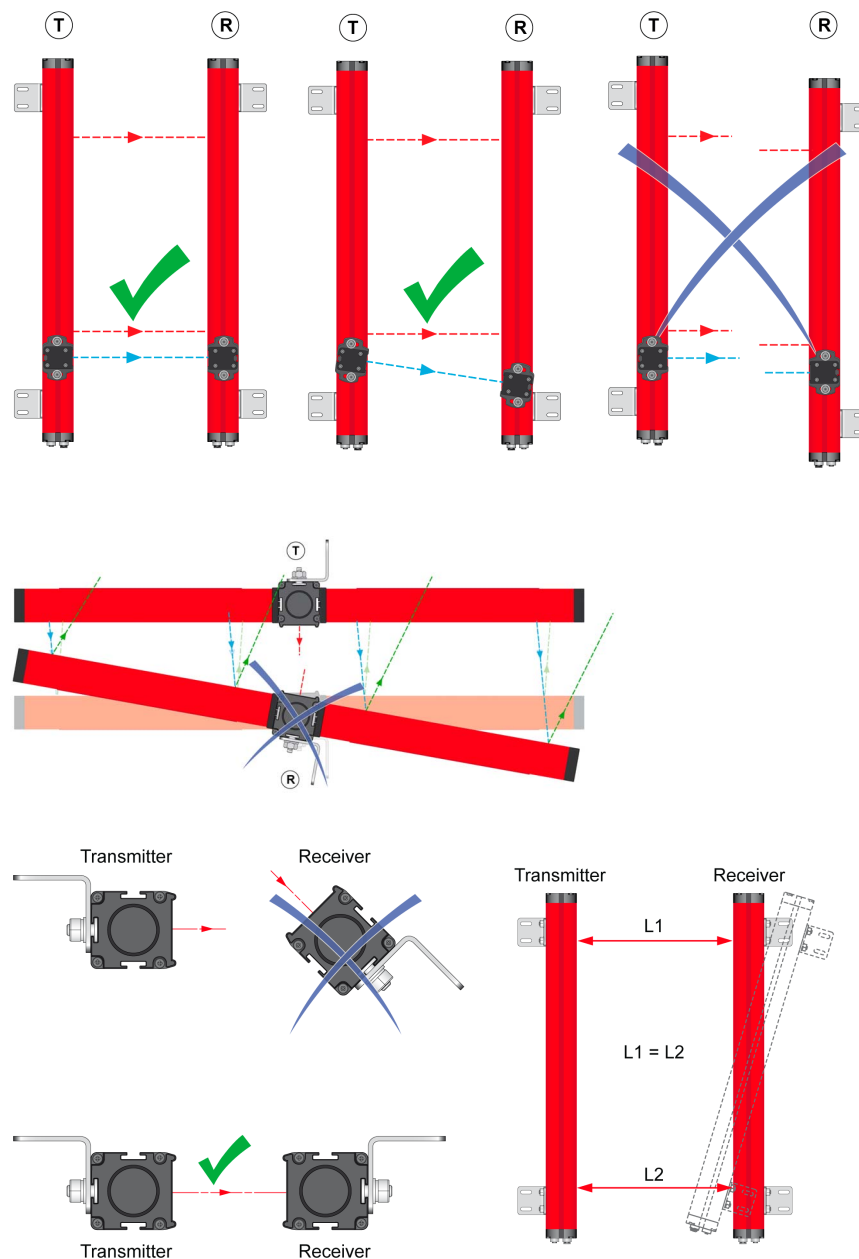 T R T R T R
T
R
Transmitter Receiver
Transmitter Receiver
L1
L1 = L2
L2
Transmitter Receiver